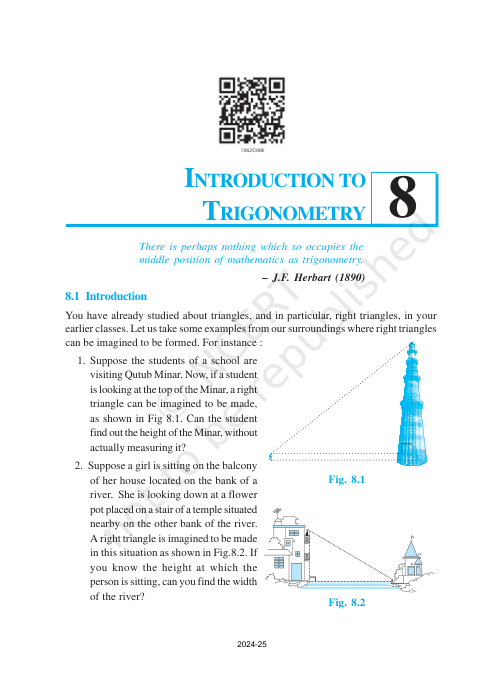 1062CH08
INTRODUCTION TO
TRIGONOMETRY
8
There is perhaps nothing which so occupies the
middle position of mathematics as trigonometry.
– J.F. Herbart (1890)
8.1 Introduction
You have already studied about triangles, and in particular, right triangles, in your
earlier classes. Let us take some examples from our surroundings where right triangles
can be imagined to be formed. For instance :
1. Suppose the students of a school are
visiting Qutub Minar. Now, if a student
is looking at the top of the Minar, a right
triangle can be imagined to be made,
as shown in Fig 8.1. Can the student
find out the height of the Minar, without
actually measuring it?
Fig. 8.1
2. Suppose a girl is sitting on the balcony
of her house located on the bank of a
river. She is looking down at a flower
pot placed on a stair of a temple situated
nearby on the other bank of the river.
A right triangle is imagined to be made
in this situation as shown in Fig.8.2. If
you know the height at which the
person is sitting, can you find the width
of the river?
Fig. 8.2
© NCERT
not to be republished
2024-25